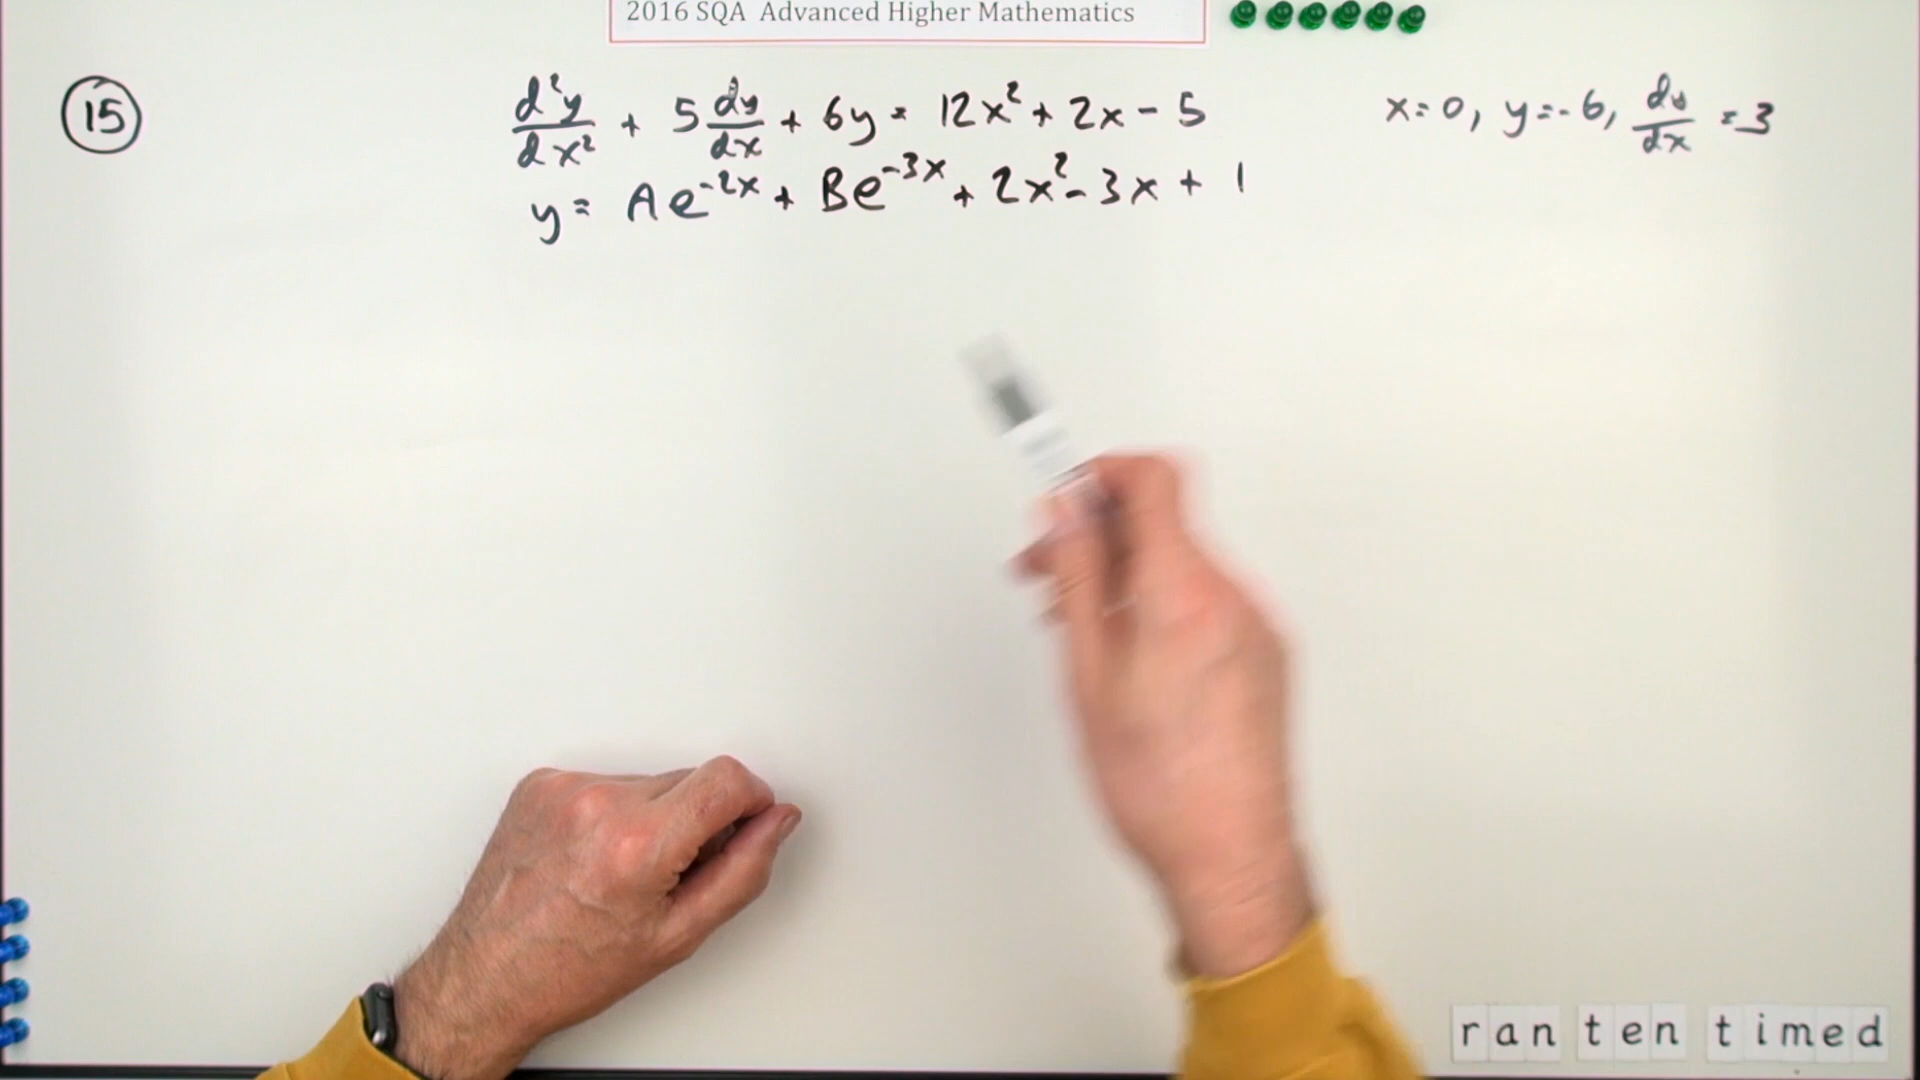 2016 SQA Advanced Higher Mathematics
15
d²y/dx² + 5 dy/dx + 6y = 12x² + 2x - 5
x=0, y=-6, dy/dx = 3
y = Ae^-2x + Be^-3x + 2x² - 3x + 1
ran ten timed